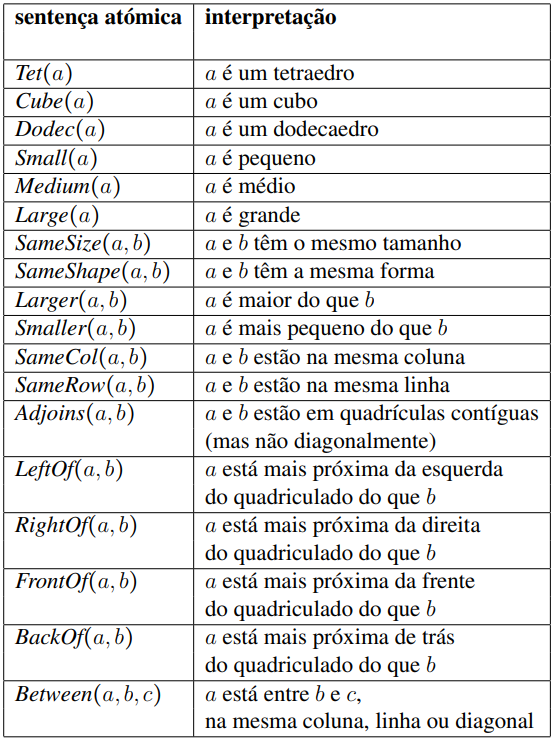 sentença atómica interpretação
Tet(a) a é um tetraedro
Cube(a) a é um cubo
Dodec(a) a é um dodecaedro
Small(a) a é pequeno
Medium(a) a é médio
Large(a) a é grande
SameSize(a, b) a e b têm o mesmo tamanho
SameShape(a, b) a e b têm a mesma forma
Larger(a, b) a é maior do que b
Smaller(a, b) a é mais pequeno do que b
SameCol(a, b) a e b estão na mesma coluna
SameRow(a, b) a e b estão na mesma linha
Adjoins(a, b) a e b estão em quadrículas contíguas
(mas não diagonalmente)
LeftOf(a, b) a está mais próxima da esquerda
do quadriculado do que b
RightOf(a, b) a está mais próxima da direita
do quadriculado do que b
FrontOf(a, b) a está mais próxima da frente
do quadriculado do que b
BackOf(a, b) a está mais próxima de trás
do quadriculado do que b
Between(a, b, c) a está entre b e c,
na mesma coluna, linha ou diagonal